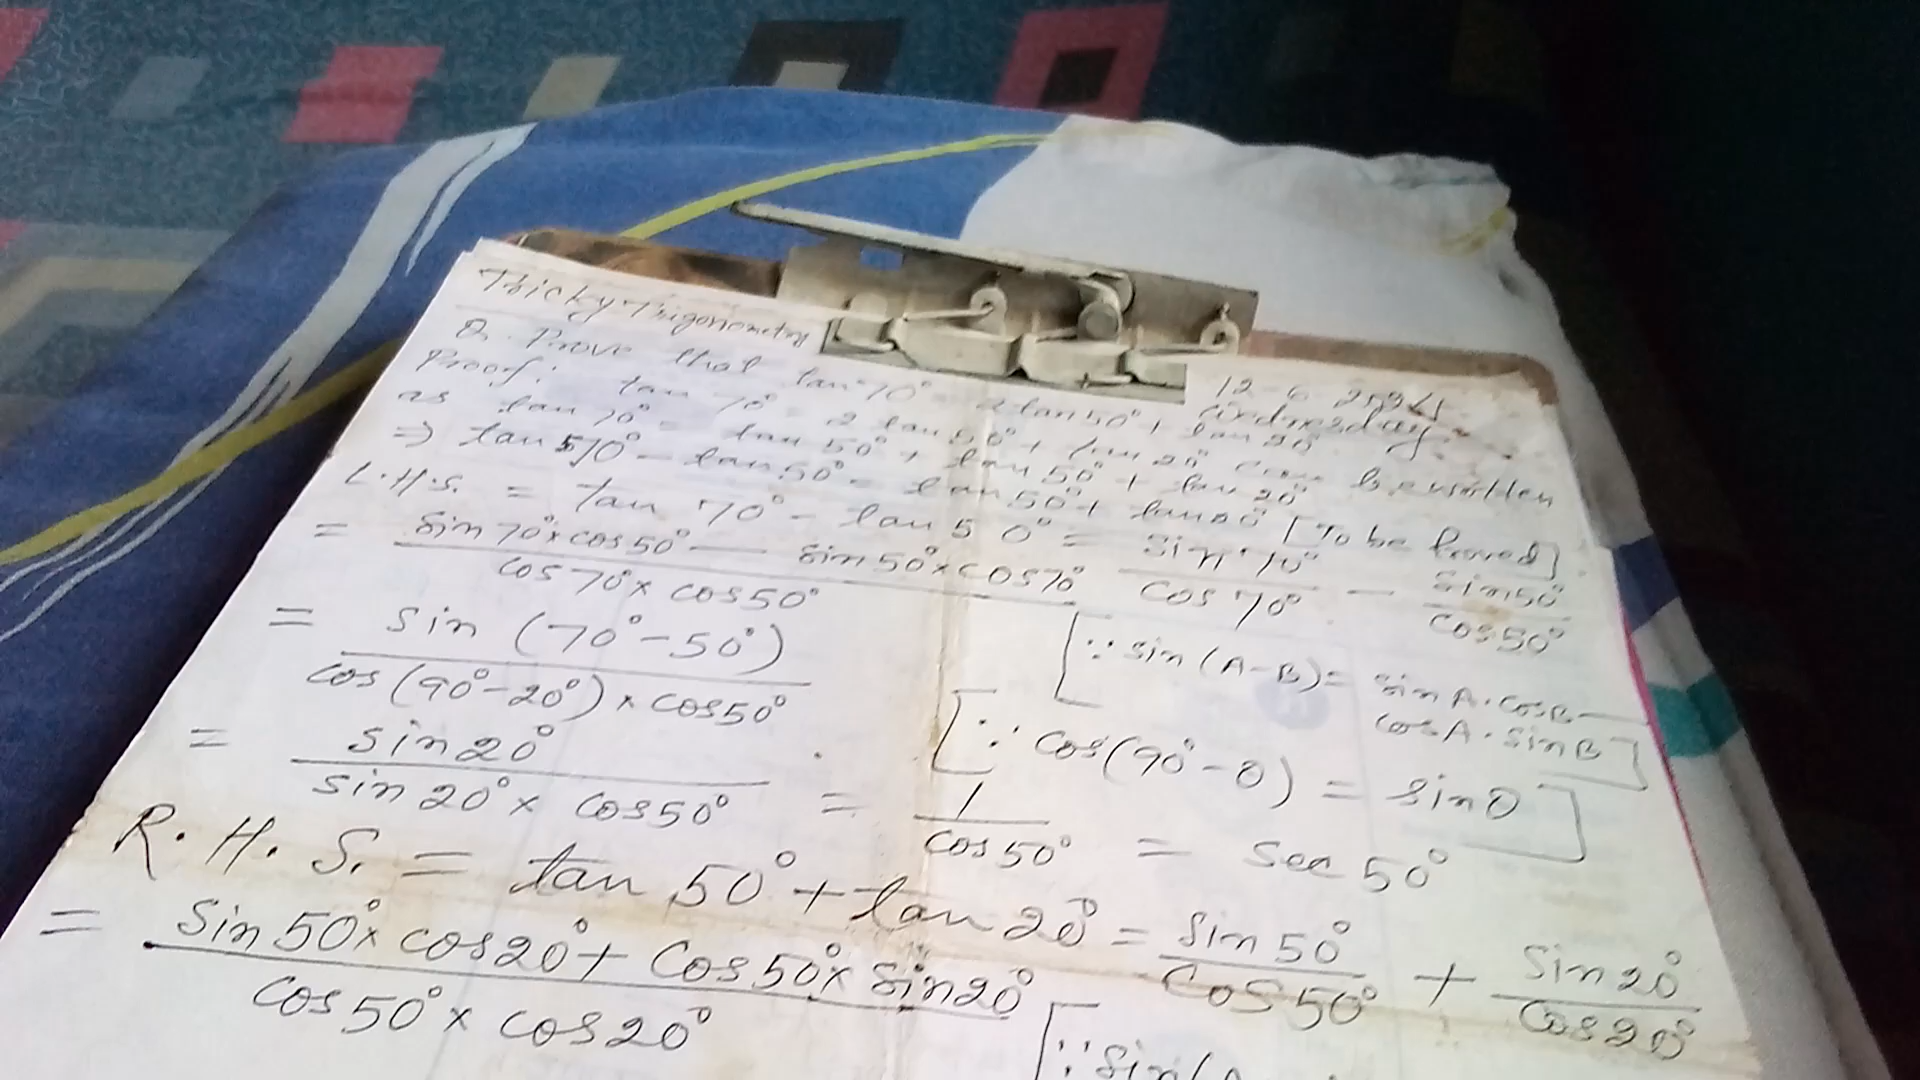 Tricky Trigonometry
12-6-2024
Wednesday
Q. Prove that tan 70° = 2 tan 50° + tan 20°
Proof: tan 70° = 2 tan 50° + tan 20° can be written
as tan 70° = tan 50° + tan 50° + tan 20°
⇒ tan 70° - tan 50° = tan 50° + tan 20° [To be Proved]
L.H.S. = tan 70° - tan 50° = sin 70° / cos 70° - sin 50° / cos 50°
= sin 70° × cos 50° - sin 50° × cos 70° / cos 70° × cos 50°
= sin (70° - 50°) / cos (90° - 20°) × cos 50° [∵ sin (A - B) = sin A · cos B - cos A · sin B]
= sin 20° / sin 20° × cos 50° [∵ cos (90° - θ) = sin θ]
= 1 / cos 50° = sec 50°
R.H.S. = tan 50° + tan 20° = sin 50° / cos 50° + sin 20° / cos 20°
= sin 50° × cos 20° + cos 50° × sin 20° / cos 50° × cos 20°
[∵ sin (A